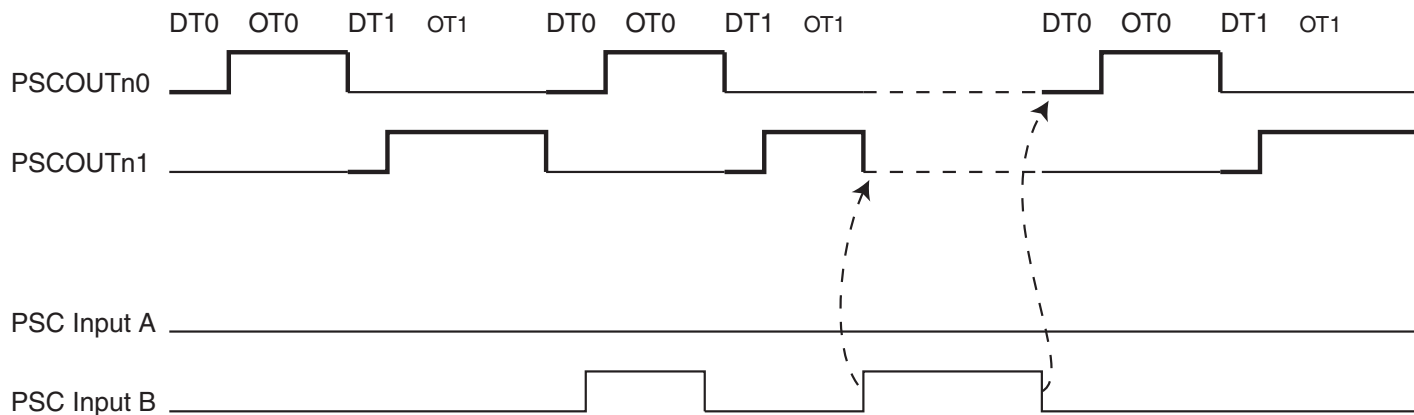 DT0 OT0 DT1 OT1 DT0 OT0 DT1 OT1 DT0 OT0 DT1 OT1
PSCOUTn0
PSCOUTn1
PSC Input A
PSC Input B